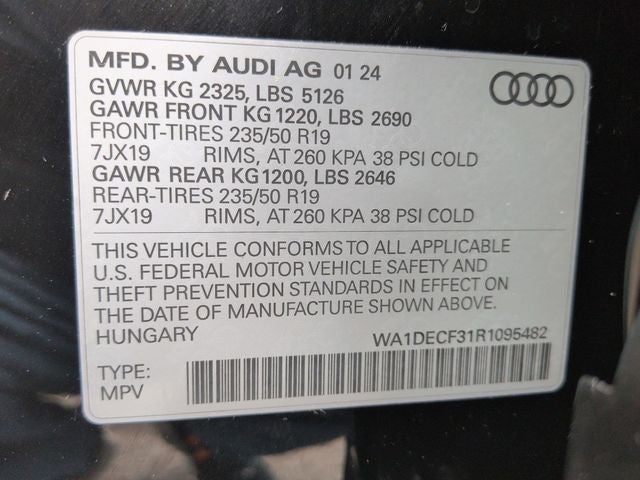 MFD. BY AUDI AG 01 24
GVWR KG 2325, LBS 5126
GAWR FRONT KG 1220, LBS 2690
FRONT-TIRES 235/50 R19
7JX19 RIMS, AT 260 KPA 38 PSI COLD
GAWR REAR KG 1200, LBS 2646
REAR-TIRES 235/50 R19
7JX19 RIMS, AT 260 KPA 38 PSI COLD
THIS VEHICLE CONFORMS TO ALL APPLICABLE
U.S. FEDERAL MOTOR VEHICLE SAFETY AND
THEFT PREVENTION STANDARDS IN EFFECT ON
THE DATE OF MANUFACTURE SHOWN ABOVE.
HUNGARY WA1DECF31R1095482
TYPE:
MPV